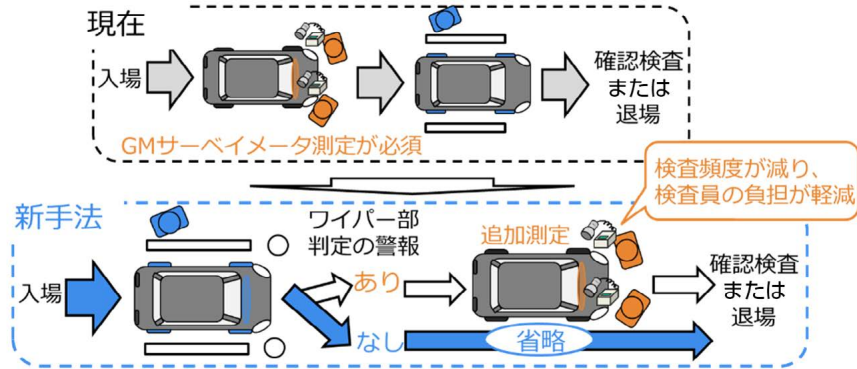 現在
入場
確認検査
または
退場
GMサーベイメータ測定が必須
検査頻度が減り、
検査員の負担が軽減
新手法
ワイパー部
判定の警報
追加測定
入場
あり
なし
省略
確認検査
または
退場